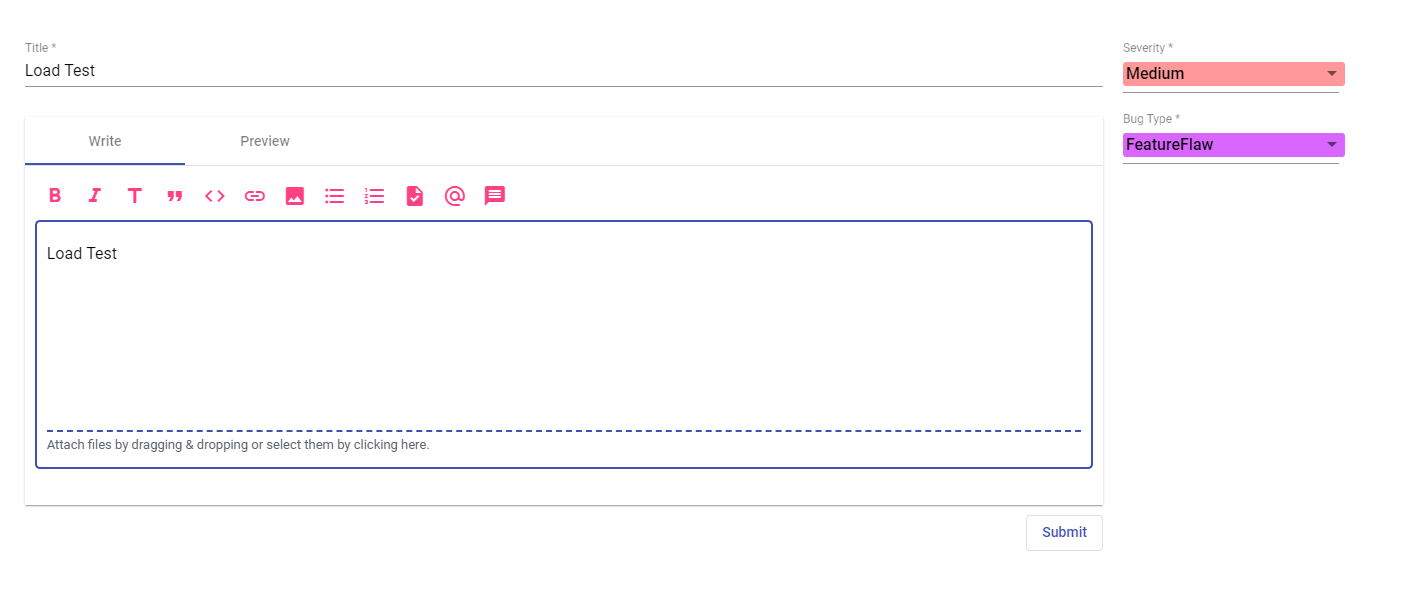 Title *
Load Test
Severity *
Medium
Bug Type *
FeatureFlaw
Write
Preview
Load Test
Attach files by dragging & dropping or select them by clicking here.
Submit